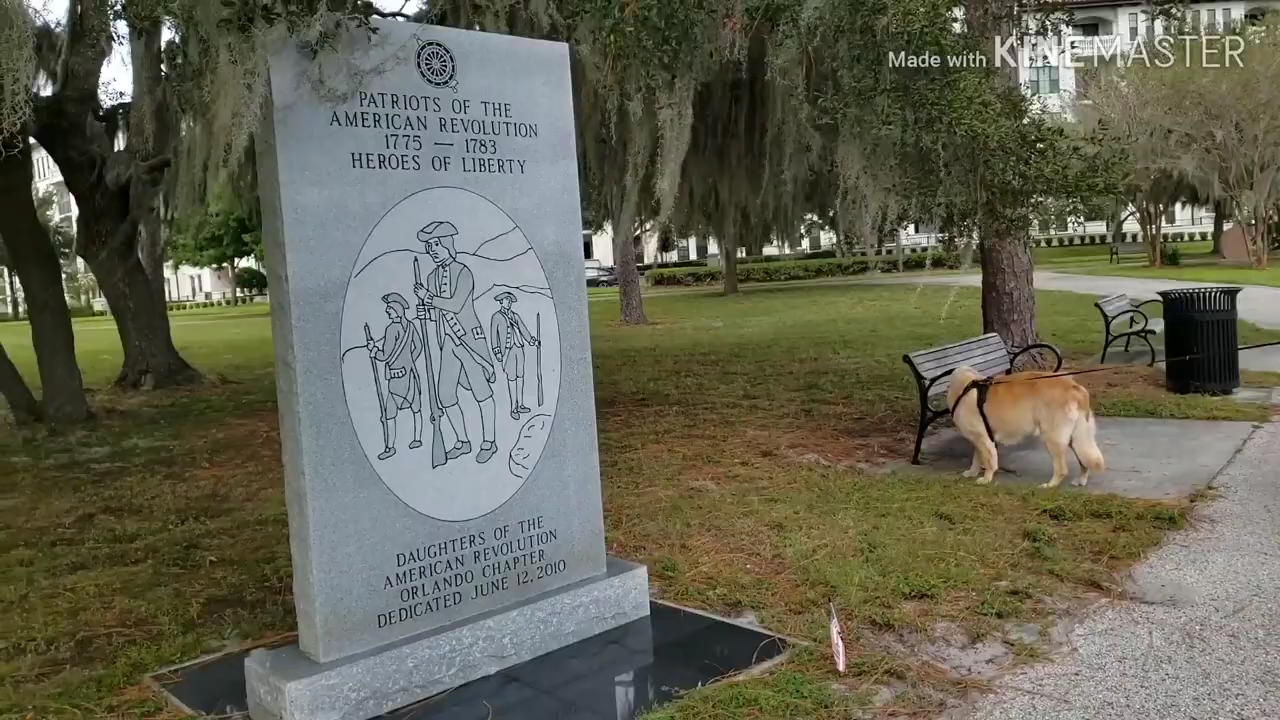 Made with KINEMASTER
PATRIOTS OF THE
AMERICAN REVOLUTION
1775 — 1783
HEROES OF LIBERTY
DAUGHTERS OF THE
AMERICAN REVOLUTION
ORLANDO CHAPTER
DEDICATED JUNE 12, 2010